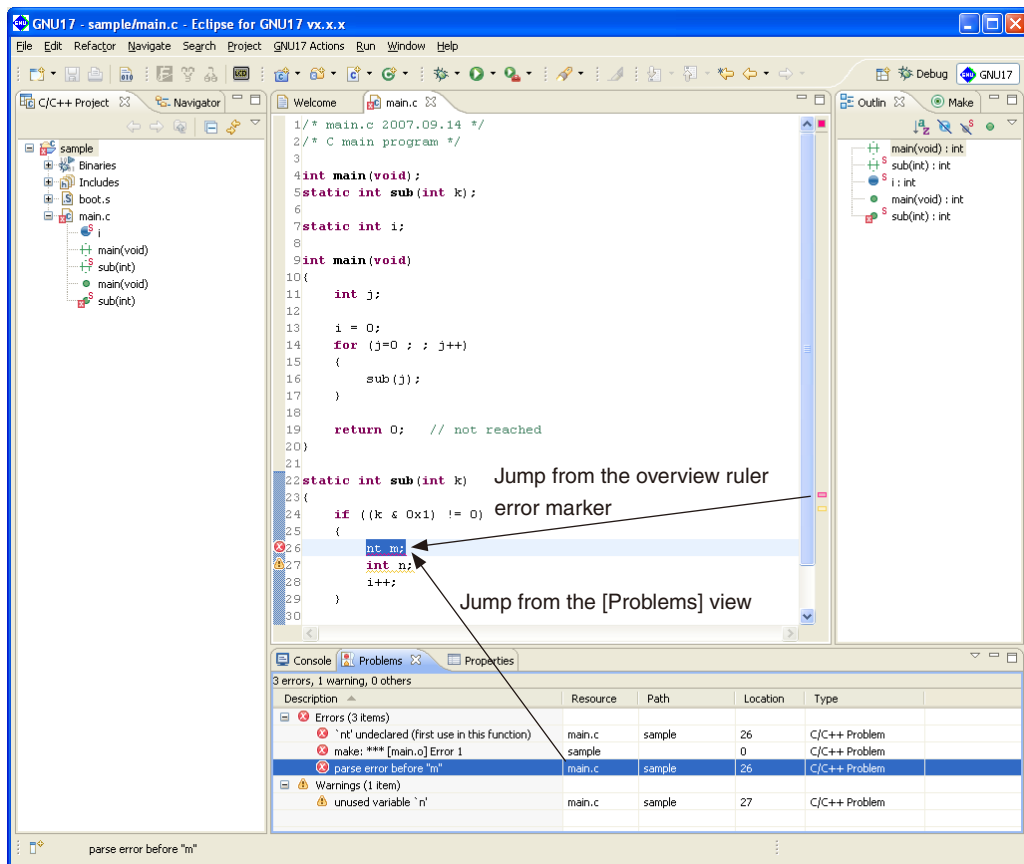 GNU17 - sample/main.c - Eclipse for GNU17 vx.x.x
File Edit Refactor Navigate Search Project GNU17 Actions Run Window Help
Debug GNU17
C/C++ Project Navigator
sample
Binaries
Includes
boot.s
main.c
i
main(void)
sub(int)
main(void)
sub(int)
Welcome main.c
1/* main.c 2007.09.14 */
2/* C main program */
3
4int main(void);
5static int sub(int k);
6
7static int i;
8
9int main(void)
10{
11 int j;
12
13 i = 0;
14 for (j=0 ; ; j++)
15 {
16 sub(j);
17 }
18
19 return 0; // not reached
20}
21
22static int sub(int k)
23{
24 if ((k & 0x1) != 0)
25 {
26 nt m;
27 int n;
28 i++;
29 }
30
Jump from the overview ruler
error marker
Jump from the [Problems] view
Outlin Make
main(void) : int
sub(int) : int
i : int
main(void) : int
sub(int) : int
Console Problems Properties
3 errors, 1 warning, 0 others
Description Resource Path Location Type
Errors (3 items)
`nt' undeclared (first use in this function) main.c sample 26 C/C++ Problem
make: *** [main.o] Error 1 sample 0 C/C++ Problem
parse error before "m" main.c sample 26 C/C++ Problem
Warnings (1 item)
unused variable `n' main.c sample 27 C/C++ Problem
parse error before "m"